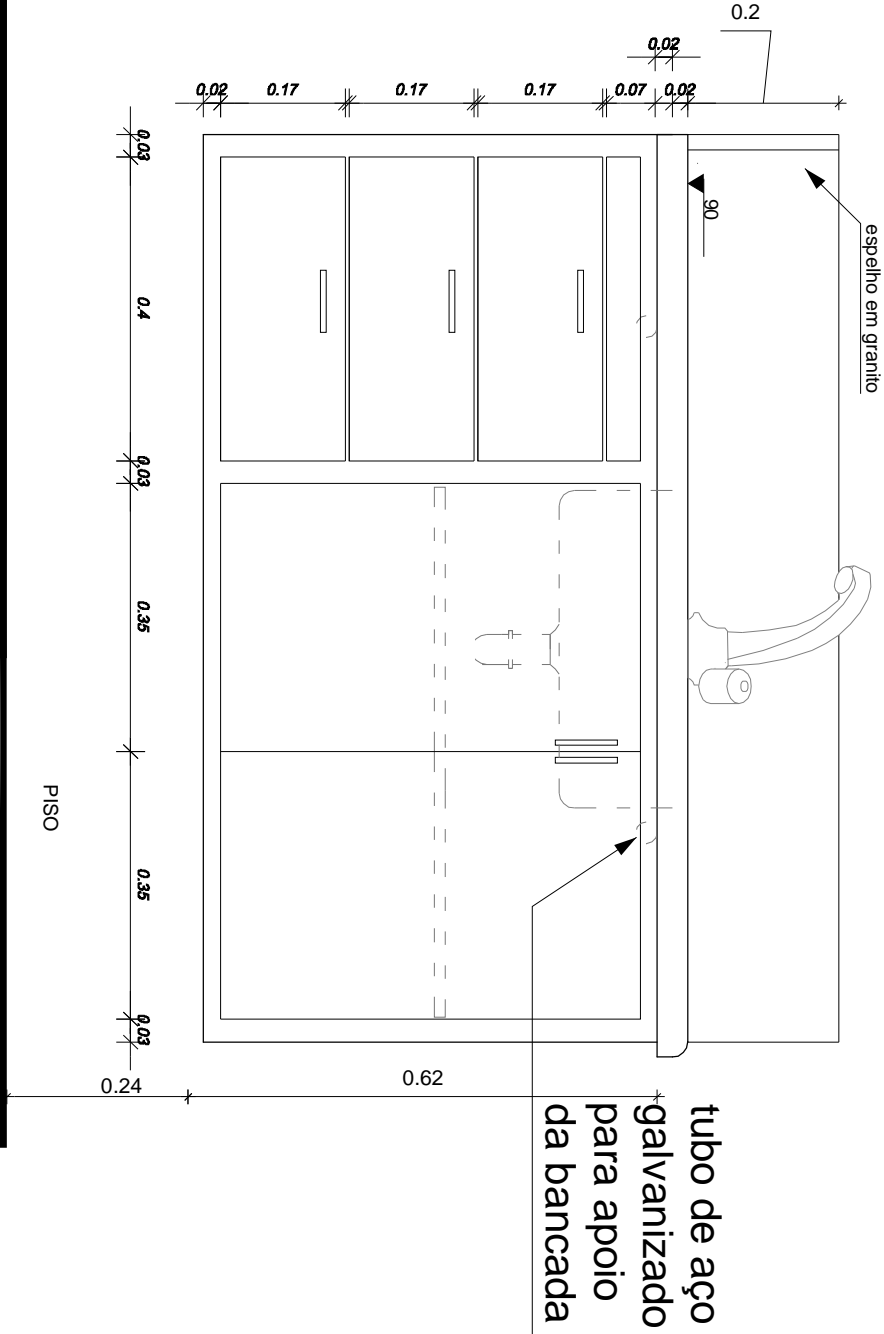 0.2
0.02
0.02
0.17
0.17
0.17
0.07
0.02
0,03
90
espelho em granito
0.4
0,03
0.35
0.35
0,03
PISO
0.24
0.62
tubo de aço
galvanizado
para apoio
da bancada